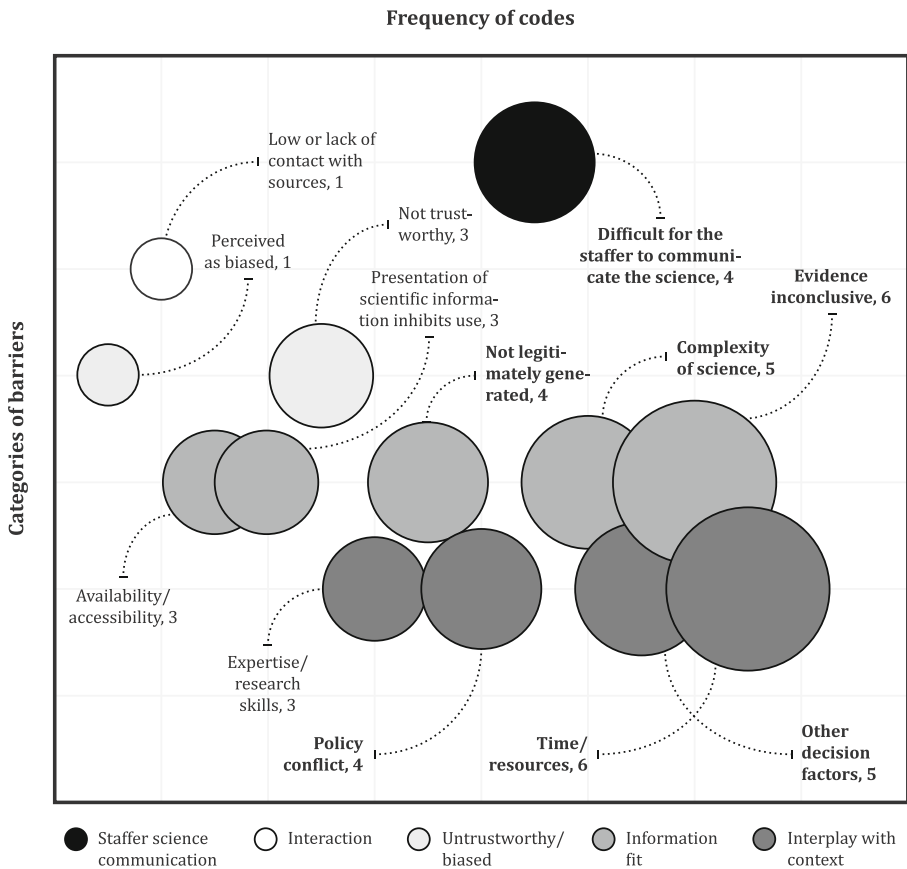 Frequency of codes
Categories of barriers
Low or lack of
contact with
sources, 1
Perceived
as biased, 1
Not trust-
worthy, 3
Presentation of
scientific informa-
tion inhibits use, 3
Difficult for the
staffer to communi-
cate the science, 4
Evidence
inconclusive, 6
Not legiti-
mately gene-
rated, 4
Complexity
of science, 5
Availability/
accessibility, 3
Expertise/
research
skills, 3
Policy
conflict, 4
Time/
resources, 6
Other
decision
factors, 5
Staffer science
communication
Interaction
Untrustworthy/
biased
Information
fit
Interplay with
context